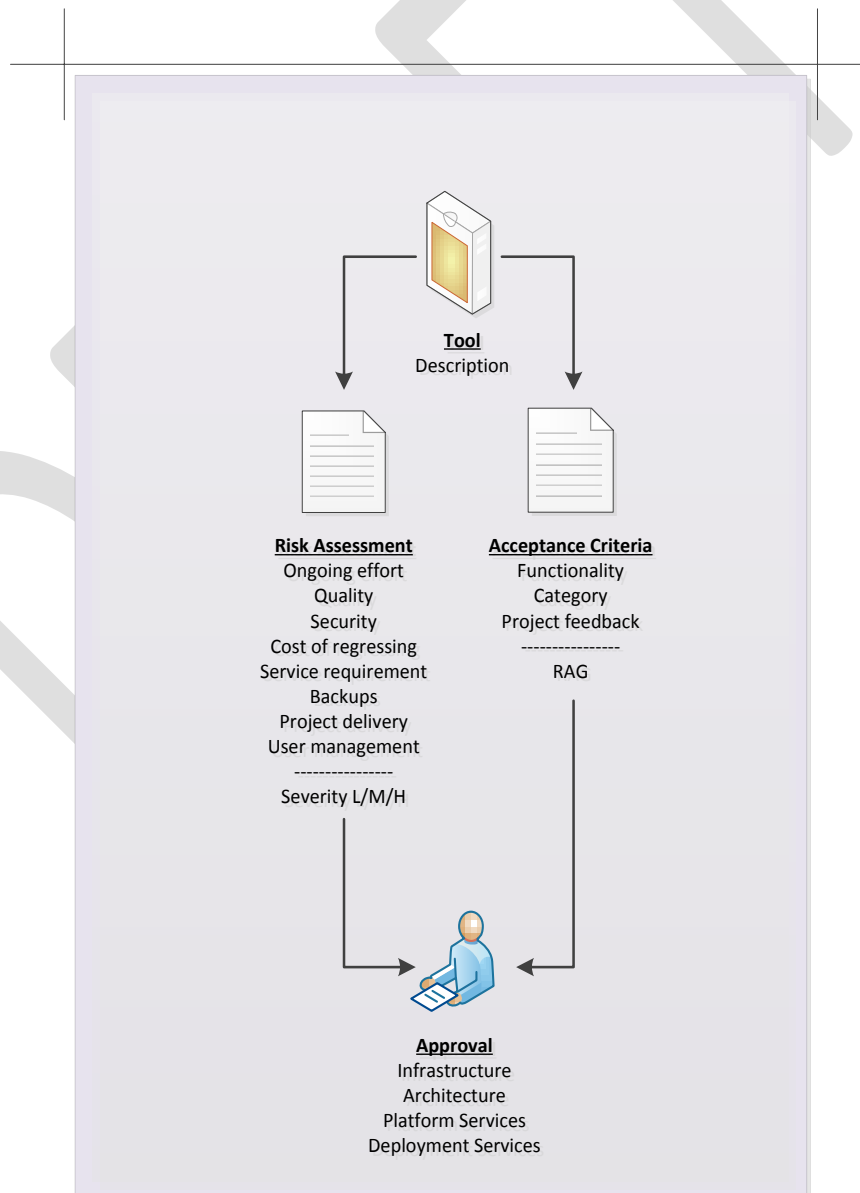 Tool
Description
Risk Assessment
Ongoing effort
Quality
Security
Cost of regressing
Service requirement
Backups
Project delivery
User management
----------------
Severity L/M/H
Acceptance Criteria
Functionality
Category
Project feedback
----------------
RAG
Approval
Infrastructure
Architecture
Platform Services
Deployment Services